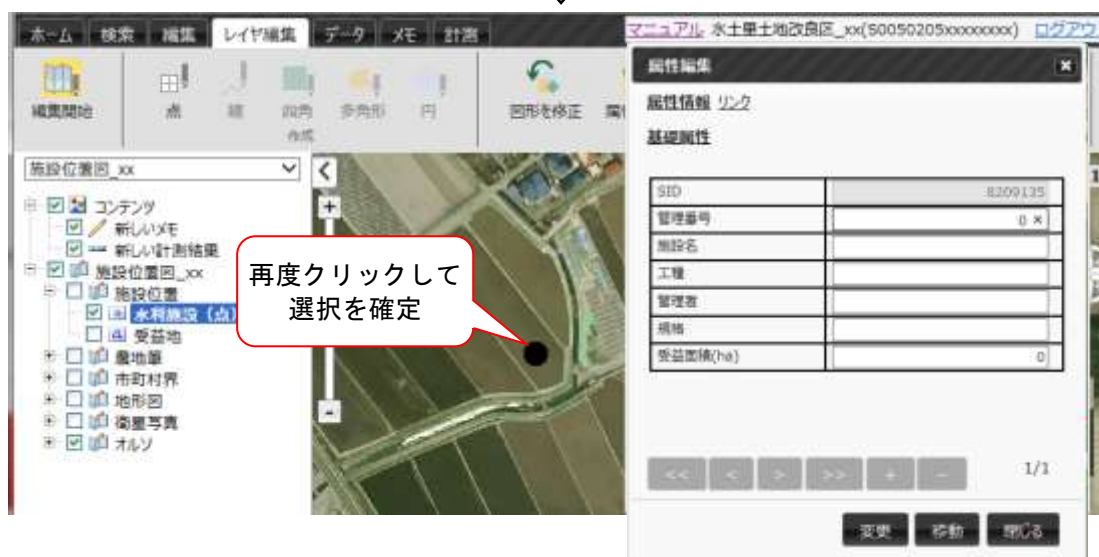 ホーム 検索 編集 レイヤ編集 データ メモ 計測
マニュアル 水土里土地改良区_xx(S0050205xxxxxxxx) ログアウ
編集開始 点 線 四角 多角形 円 図形を修正 属
作成
属性編集
属性情報 リンク
基礎属性
SID 8209135
管理番号 0 ×
施設名
工種
管理者
規格
受益面積(ha) 0
<< < > >> + - 1/1
変更 移動 閉じる
施設位置図_xx
コンテンツ
新しいメモ
新しい計測結果
施設位置図_xx
施設位置
水利施設(点)
受益地
農地筆
市町村界
地形図
衛星写真
オルソ
再度クリックして
選択を確定